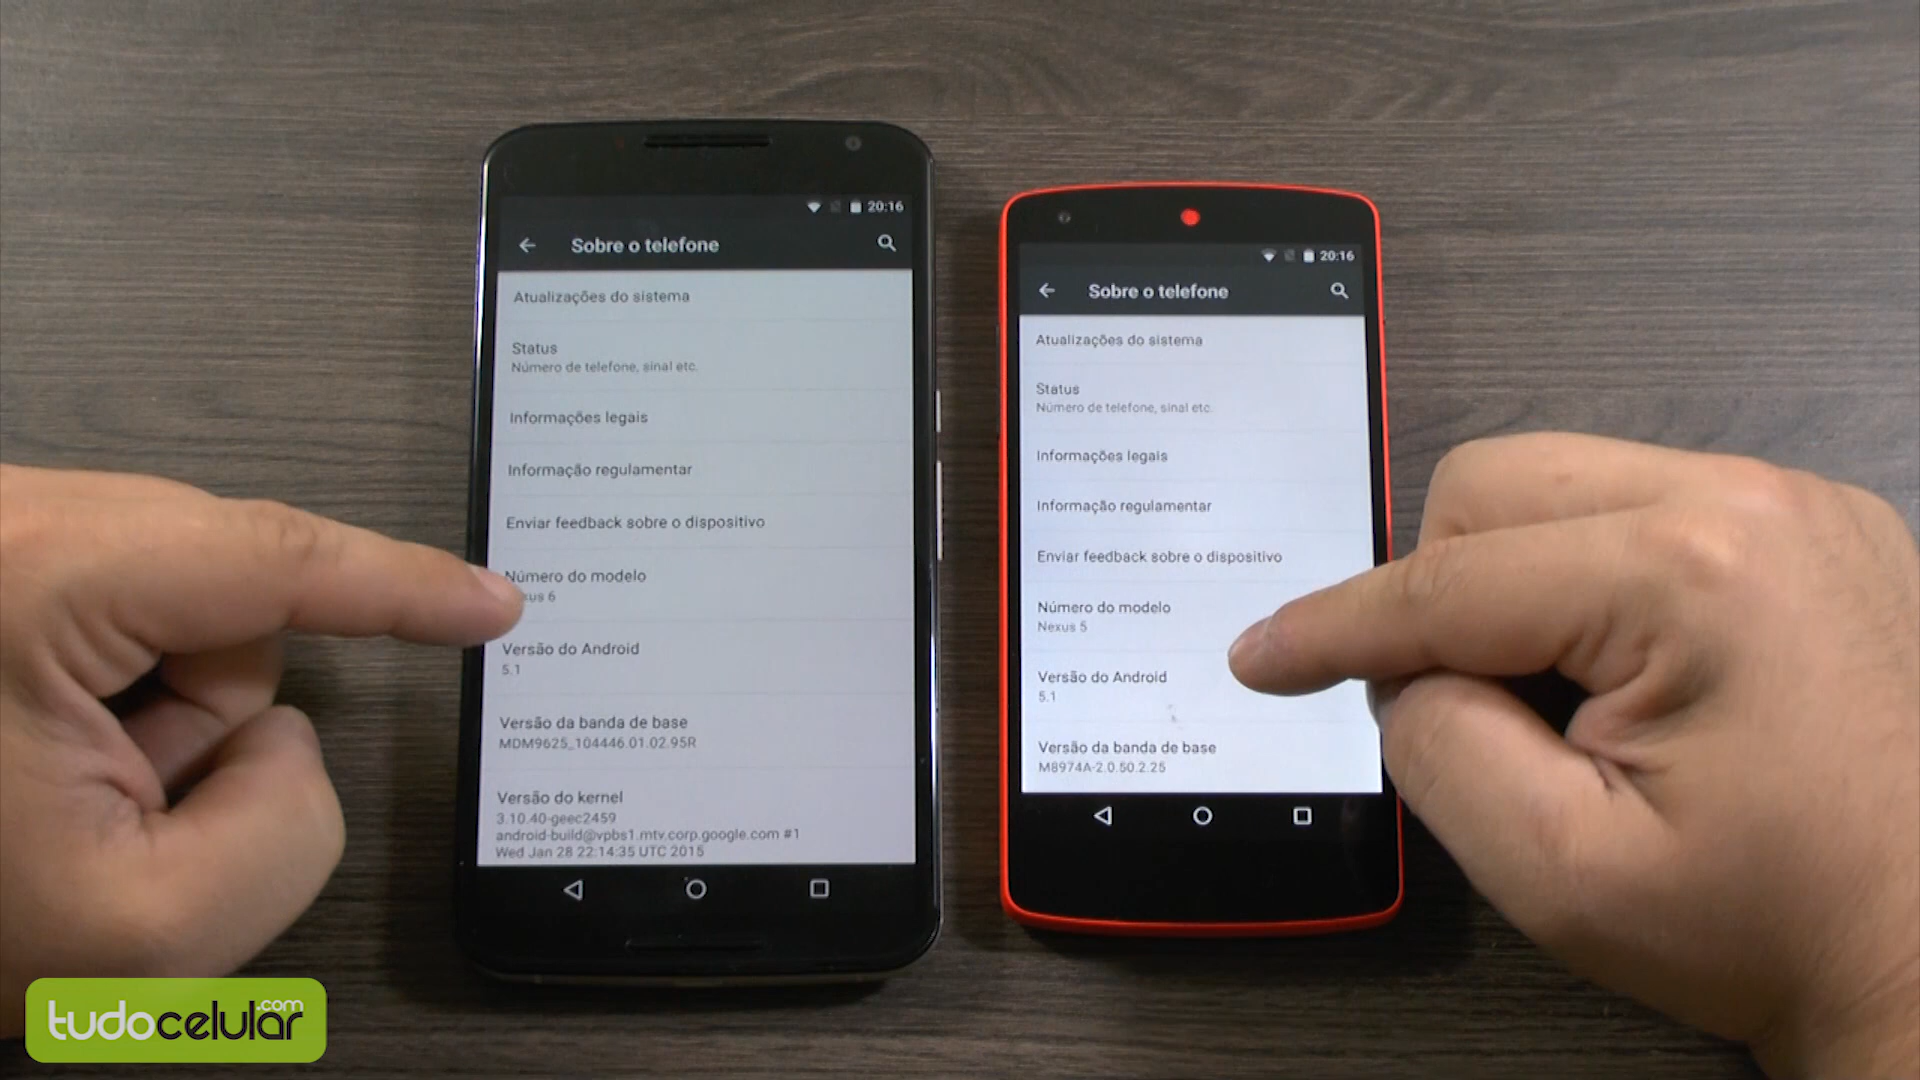 20:16
Sobre o telefone
Atualizações do sistema
Status
Número de telefone, sinal etc.
Informações legais
Informação regulamentar
Enviar feedback sobre o dispositivo
Número do modelo
xus 6
Versão do Android
5.1
Versão da banda de base
MDM9625_104446.01.02.95R
Versão do kernel
3.10.40-geec2459
android-build@vpbs1.mtv.corp.google.com #1
Wed Jan 28 22:14:35 UTC 2015
20:16
Sobre o telefone
Atualizações do sistema
Status
Número de telefone, sinal etc.
Informações legais
Informação regulamentar
Enviar feedback sobre o dispositivo
Número do modelo
Nexus 5
Versão do Android
5.1
Versão da banda de base
M8974A-2.0.50.2.25
tudocelular.com